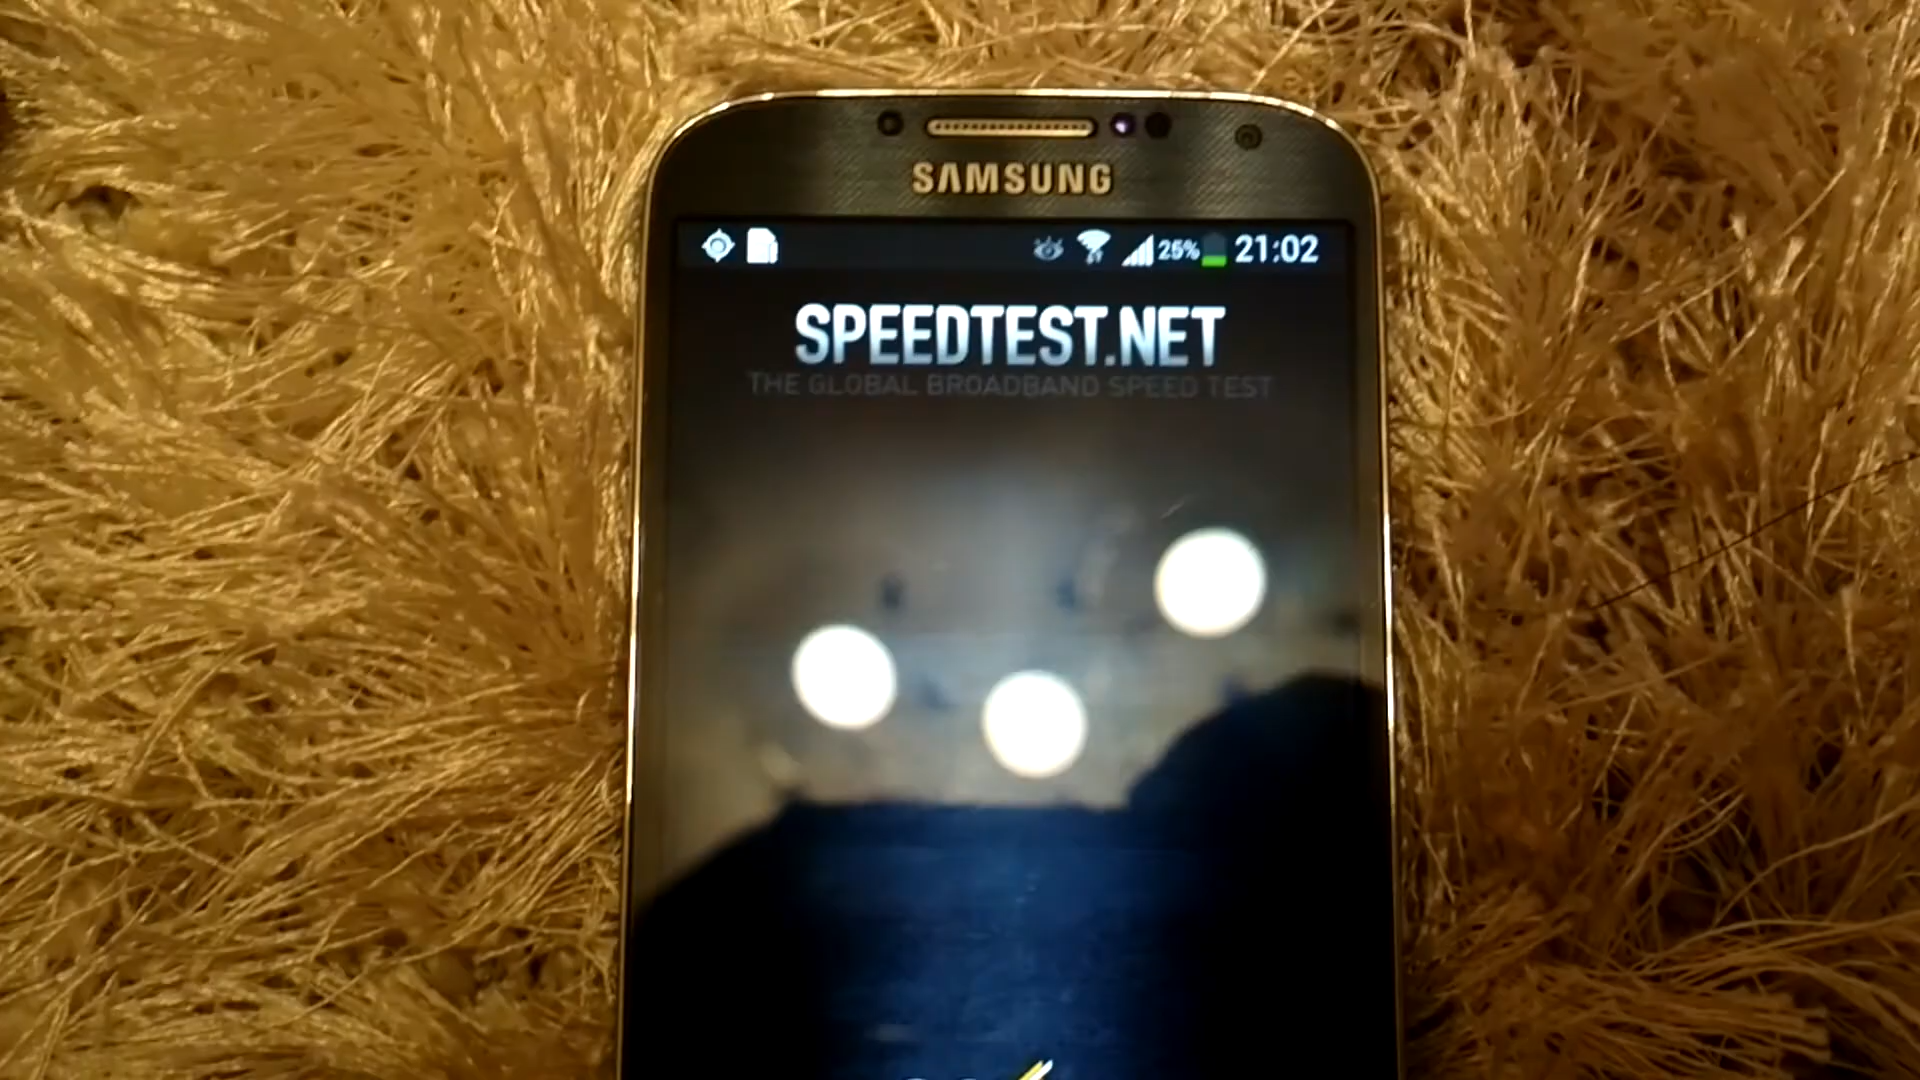 SAMSUNG
25% 21:02
SPEEDTEST.NET
THE GLOBAL BROADBAND SPEED TEST